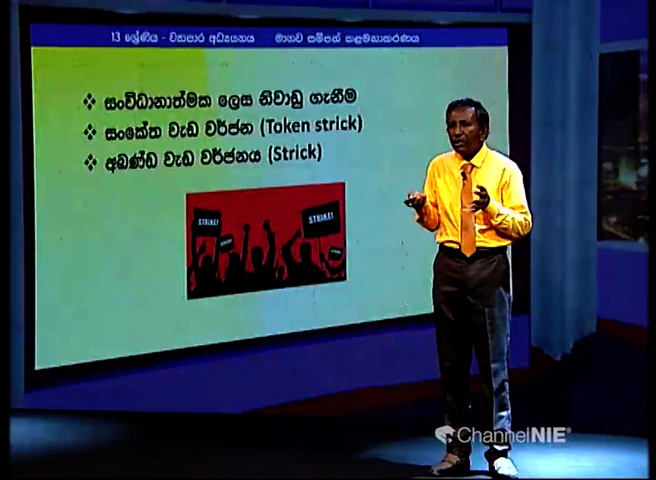 13 ශ්‍රේණිය - ව්‍යාපාර අධ්‍යයනය මානව සම්පත් කළමනාකරණය
❖ සංවිධානාත්මක ලෙස නිවාඩු ගැනීම
❖ සංකේත වැඩ වර්ජන (Token strick)
❖ අඛණ්ඩ වැඩ වර්ජනය (Strick)
STRIKE!
STRIKE!
ChannelNIE®